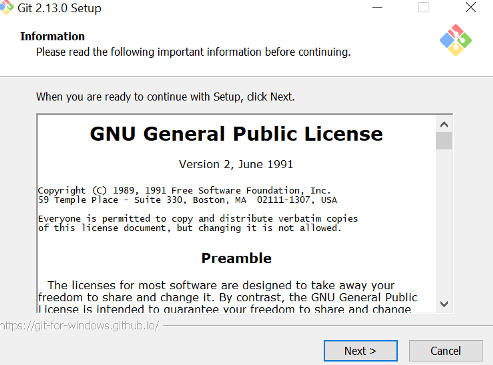 Git 2.13.0 Setup
Information
Please read the following important information before continuing.
When you are ready to continue with Setup, click Next.
GNU General Public License
Version 2, June 1991
Copyright (C) 1989, 1991 Free Software Foundation, Inc.
59 Temple Place - Suite 330, Boston, MA  02111-1307, USA
Everyone is permitted to copy and distribute verbatim copies
of this license document, but changing it is not allowed.
Preamble
The licenses for most software are designed to take away your
freedom to share and change it. By contrast, the GNU General Public
License is intended to guarantee your freedom to share and change
https://git-for-windows.github.io/
Next >
Cancel